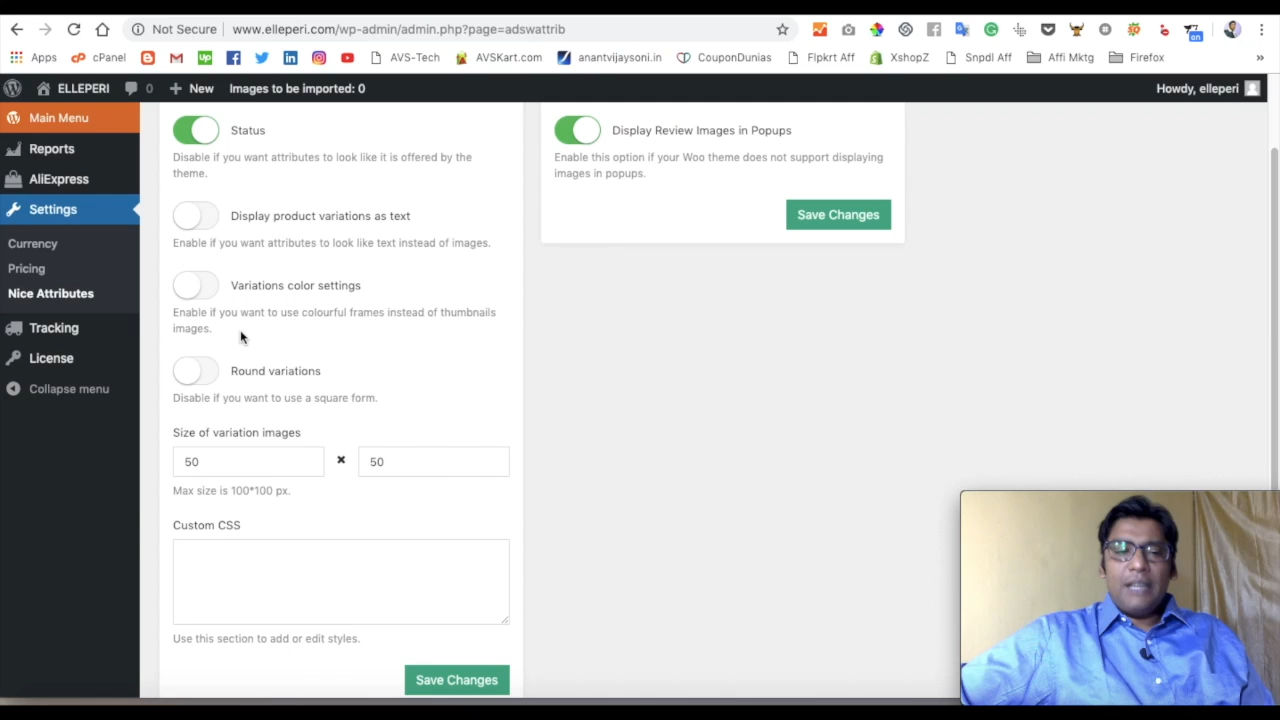 Not Secure www.elleperi.com/wp-admin/admin.php?page=adswattrib
on
Apps cPanel AVS-Tech AVSKart.com anantvijaysoni.in CouponDunias Flpkrt Aff XshopZ Snpdl Aff Affi Mktg Firefox »
ELLEPERI 0 + New Images to be imported: 0 Howdy, elleperi
Main Menu
Reports
AliExpress
Settings
Currency
Pricing
Nice Attributes
Tracking
License
Collapse menu
Status
Disable if you want attributes to look like it is offered by the
theme.
Display product variations as text
Enable if you want attributes to look like text instead of images.
Variations color settings
Enable if you want to use colourful frames instead of thumbnails
images.
Round variations
Disable if you want to use a square form.
Size of variation images
50 × 50
Max size is 100*100 px.
Custom CSS
Use this section to add or edit styles.
Save Changes
Display Review Images in Popups
Enable this option if your Woo theme does not support displaying
images in popups.
Save Changes